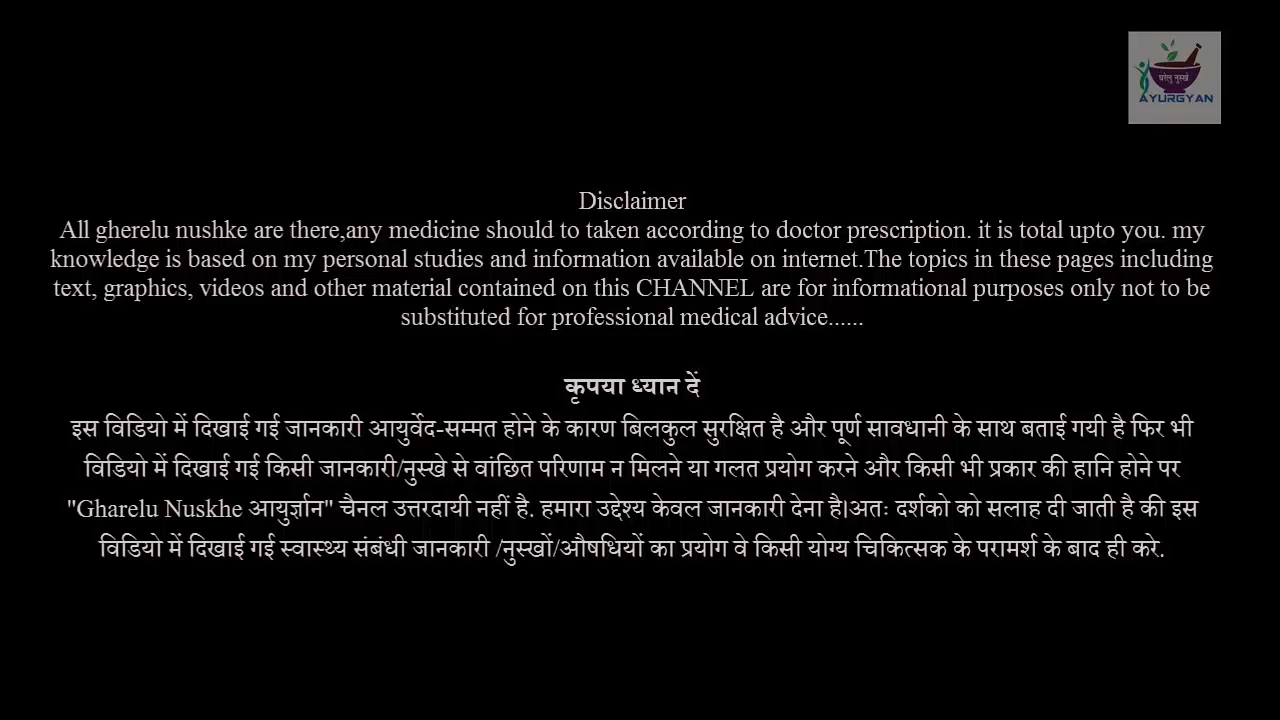 घरेलु नुस्खे
AYURGYAN
Disclaimer
All gherelu nushke are there,any medicine should to taken according to doctor prescription. it is total upto you. my
knowledge is based on my personal studies and information available on internet.The topics in these pages including
text, graphics, videos and other material contained on this CHANNEL are for informational purposes only not to be
substituted for professional medical advice......
कृपया ध्यान दें
इस विडियो में दिखाई गई जानकारी आयुर्वेद-सम्मत होने के कारण बिलकुल सुरक्षित है और पूर्ण सावधानी के साथ बताई गयी है फिर भी
विडियो में दिखाई गई किसी जानकारी/नुस्खे से वांछित परिणाम न मिलने या गलत प्रयोग करने और किसी भी प्रकार की हानि होने पर
"Gharelu Nuskhe आयुर्ज्ञान" चैनल उत्तरदायी नहीं है. हमारा उद्देश्य केवल जानकारी देना है।अतः दर्शको को सलाह दी जाती है की इस
विडियो में दिखाई गई स्वास्थ्य संबंधी जानकारी /नुस्खों/औषधियों का प्रयोग वे किसी योग्य चिकित्सक के परामर्श के बाद ही करे.